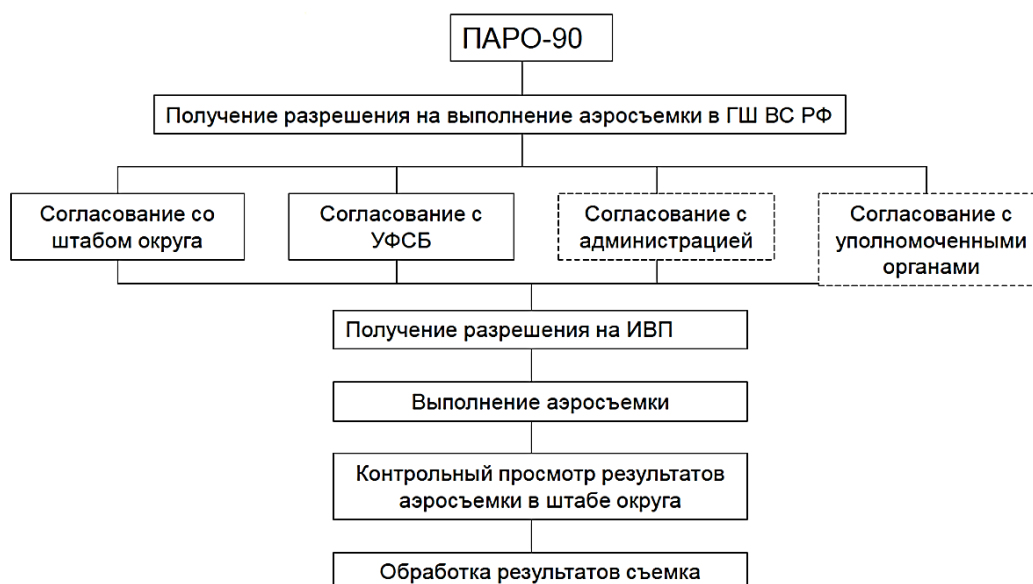 ПАРО-90
Получение разрешения на выполнение аэросъемки в ГШ ВС РФ
Согласование со
штабом округа
Согласование с
УФСБ
Согласование с
администрацией
Согласование с
уполномоченными
органами
Получение разрешения на ИВП
Выполнение аэросъемки
Контрольный просмотр результатов
аэросъемки в штабе округа
Обработка результатов съемка